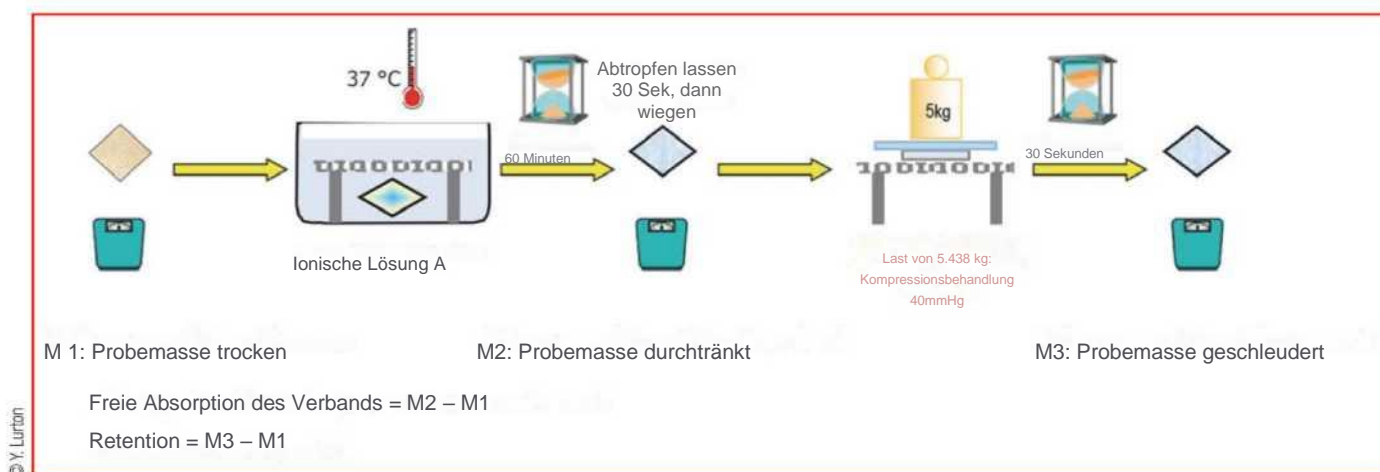 37 °C
Abtropfen lassen
30 Sek, dann
wiegen
5kg
60 Minuten
30 Sekunden
Ionische Lösung A
Last von 5.438 kg:
Kompressionsbehandlung
40mmHg
M 1: Probemasse trocken
M2: Probemasse durchtränkt
M3: Probemasse geschleudert
Freie Absorption des Verbands = M2 – M1
Retention = M3 – M1
© Y. Lurton